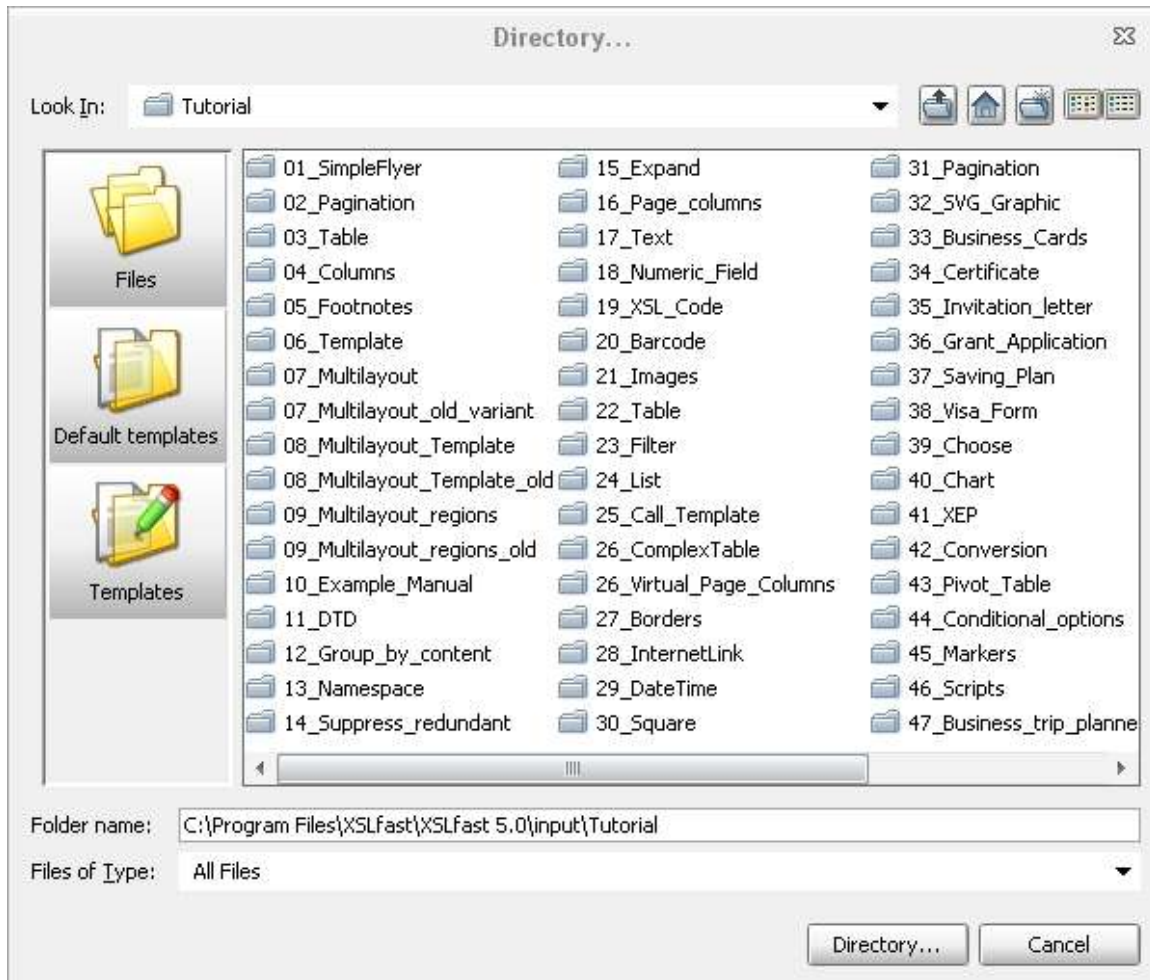 Directory...
Look In: Tutorial
Files
Default templates
Templates
01_SimpleFlyer
02_Pagination
03_Table
04_Columns
05_Footnotes
06_Template
07_Multilayout
07_Multilayout_old_variant
08_Multilayout_Template
08_Multilayout_Template_old
09_Multilayout_regions
09_Multilayout_regions_old
10_Example_Manual
11_DTD
12_Group_by_content
13_Namespace
14_Suppress_redundant
15_Expand
16_Page_columns
17_Text
18_Numeric_Field
19_XSL_Code
20_Barcode
21_Images
22_Table
23_Filter
24_List
25_Call_Template
26_ComplexTable
26_Virtual_Page_Columns
27_Borders
28_InternetLink
29_DateTime
30_Square
31_Pagination
32_SVG_Graphic
33_Business_Cards
34_Certificate
35_Invitation_letter
36_Grant_Application
37_Saving_Plan
38_Visa_Form
39_Choose
40_Chart
41_XEP
42_Conversion
43_Pivot_Table
44_Conditional_options
45_Markers
46_Scripts
47_Business_trip_planne
Folder name: C:\Program Files\XSLfast\XSLfast 5.0\input\Tutorial
Files of Type: All Files
Directory... Cancel